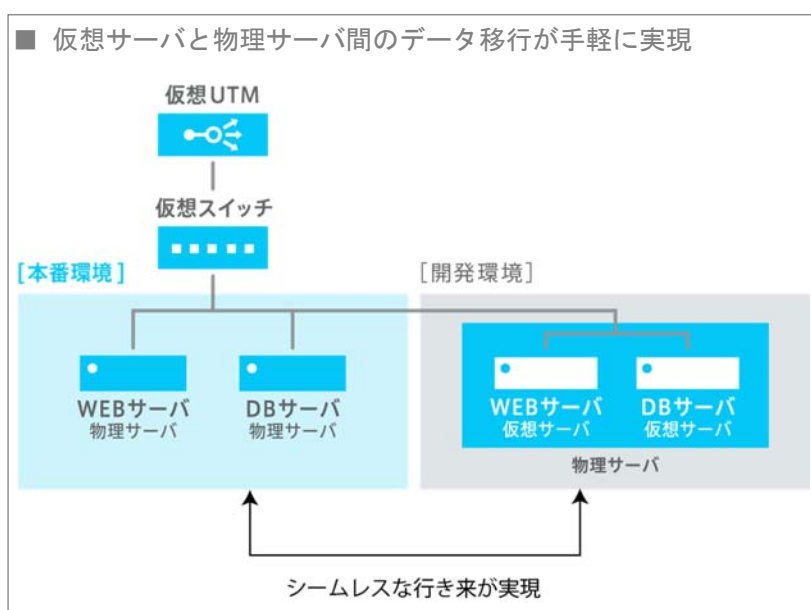 ■ 仮想サーバと物理サーバ間のデータ移行が手軽に実現
仮想UTM
仮想スイッチ
[本番環境]
[開発環境]
WEBサーバ
物理サーバ
DBサーバ
物理サーバ
WEBサーバ
仮想サーバ
DBサーバ
仮想サーバ
物理サーバ
シームレスな行き来が実現